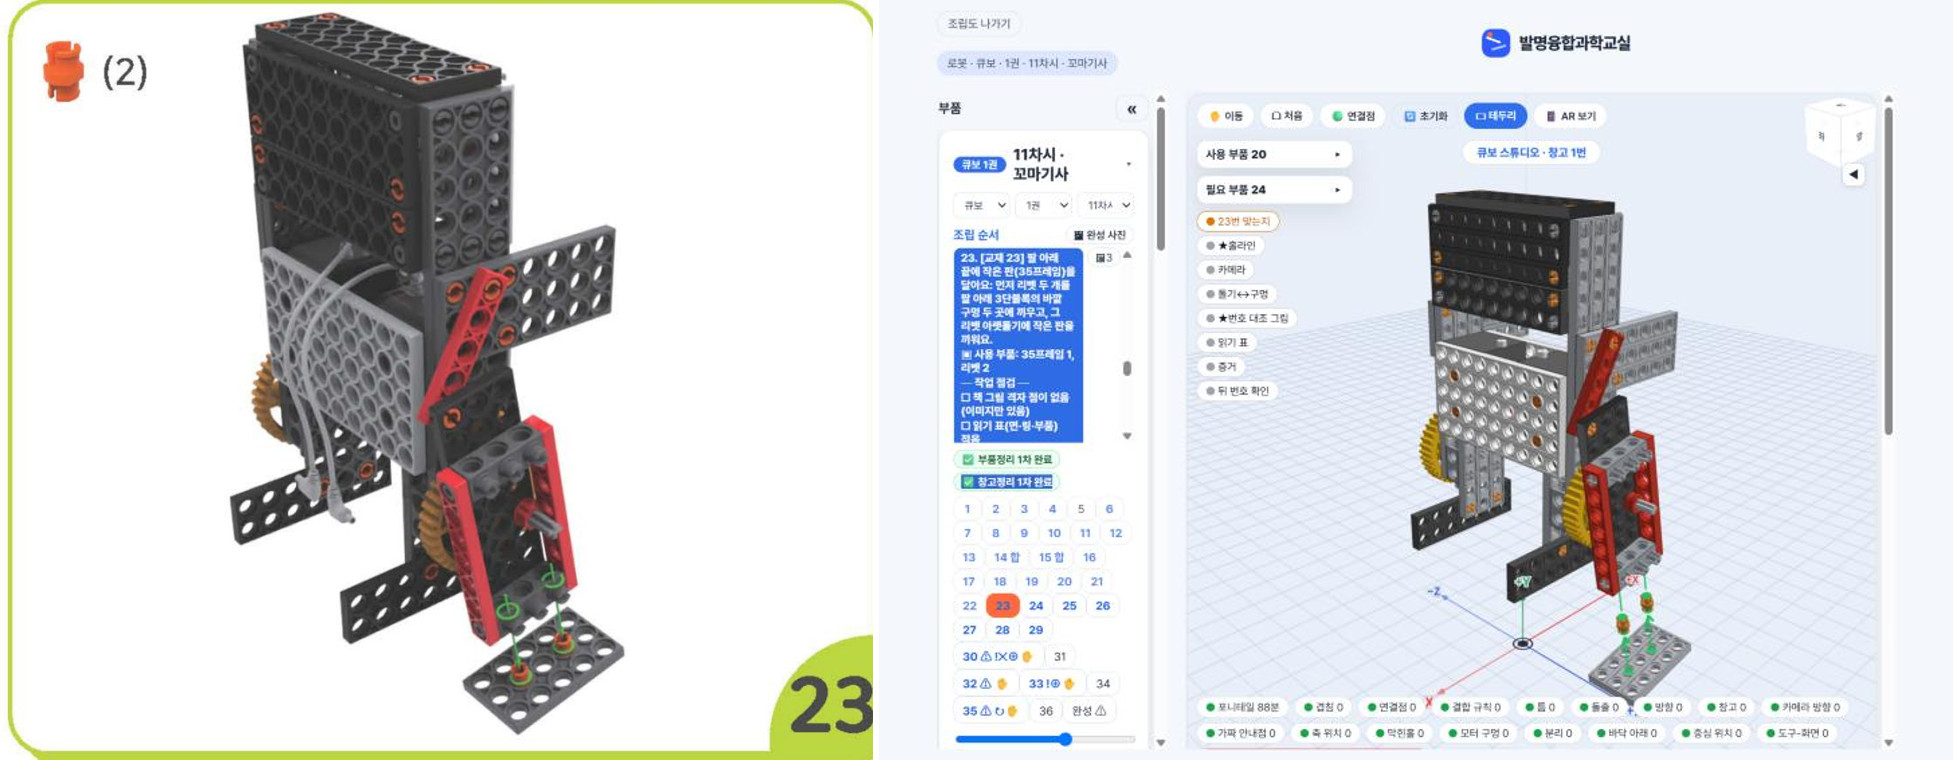 (2)
23
조립도 나가기
로봇 · 큐보 · 1권 · 11차시 · 꼬마기사
발명융합과학교실
부품
«
큐보 1권
11차시 ·
꼬마기사
큐보
1권
11차시
조립 순서
완성 사진
23. [교재 23] 팔 아래
끝에 작은 판(35프레임)을
달아요: 먼저 리벳 두 개를
팔 아래 3단블록의 바깥
구멍 두 곳에 끼우고, 그
리벳 아랫돌기에 작은 판을
끼워요.
사용 부품: 35프레임 1,
리벳 2
— 작업 점검 —
책 그림 격자 점이 없음
(이미지만 있음)
읽기 표(면·핑·부품)
적음
3
부품정리 1차 완료
창고정리 1차 완료
1 2 3 4 5 6
7 8 9 10 11 12
13 14 합 15 합 16
17 18 19 20 21
22 23 24 25 26
27 28 29
30 31
32 33 34
35 36 완성
이동
처음
연결점
초기화
테두리
AR 보기
사용 부품 20
큐보 스튜디오 · 창고 1번
필요 부품 24
23번 맞는지
★홀라인
카메라
돌기↔구멍
★번호 대조 그림
읽기 표
증거
뒤 번호 확인
+Y
-Z
+X
X
포니테일 88분
겹침 0
연결점 0
결합 규칙 0
틈 0
돌출 0
방향 0
창고 0
카메라 방향 0
가짜 안내점 0
축 위치 0
막힌홀 0
모터 구멍 0
분리 0
바닥 아래 0
중심 위치 0
도구-화면 0